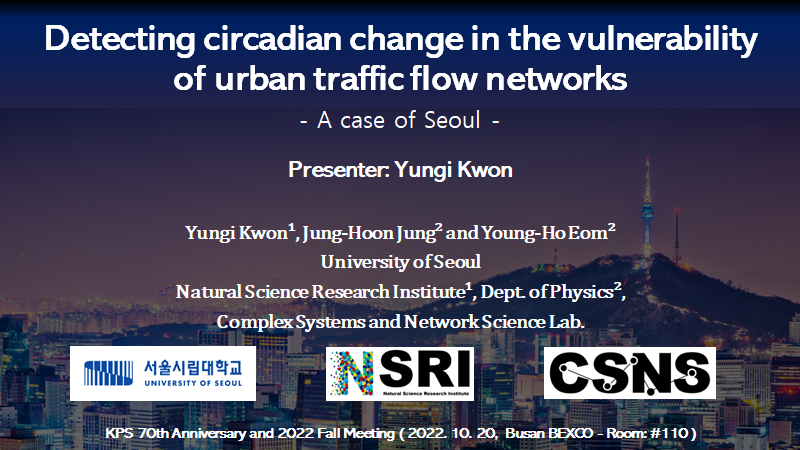 Detecting circadian change in the vulnerability
of urban traffic flow networks
- A case of Seoul -
Presenter: Yungi Kwon
Yungi Kwon¹, Jung-Hoon Jung² and Young-Ho Eom²
University of Seoul
Natural Science Research Institute¹, Dept. of Physics²,
Complex Systems and Network Science Lab.
서울시립대학교
UNIVERSITY OF SEOUL
NSRI
Natural Science Research Institute
CSNS
KPS 70th Anniversary and 2022 Fall Meeting ( 2022. 10. 20, Busan BEXCO - Room: #110 )